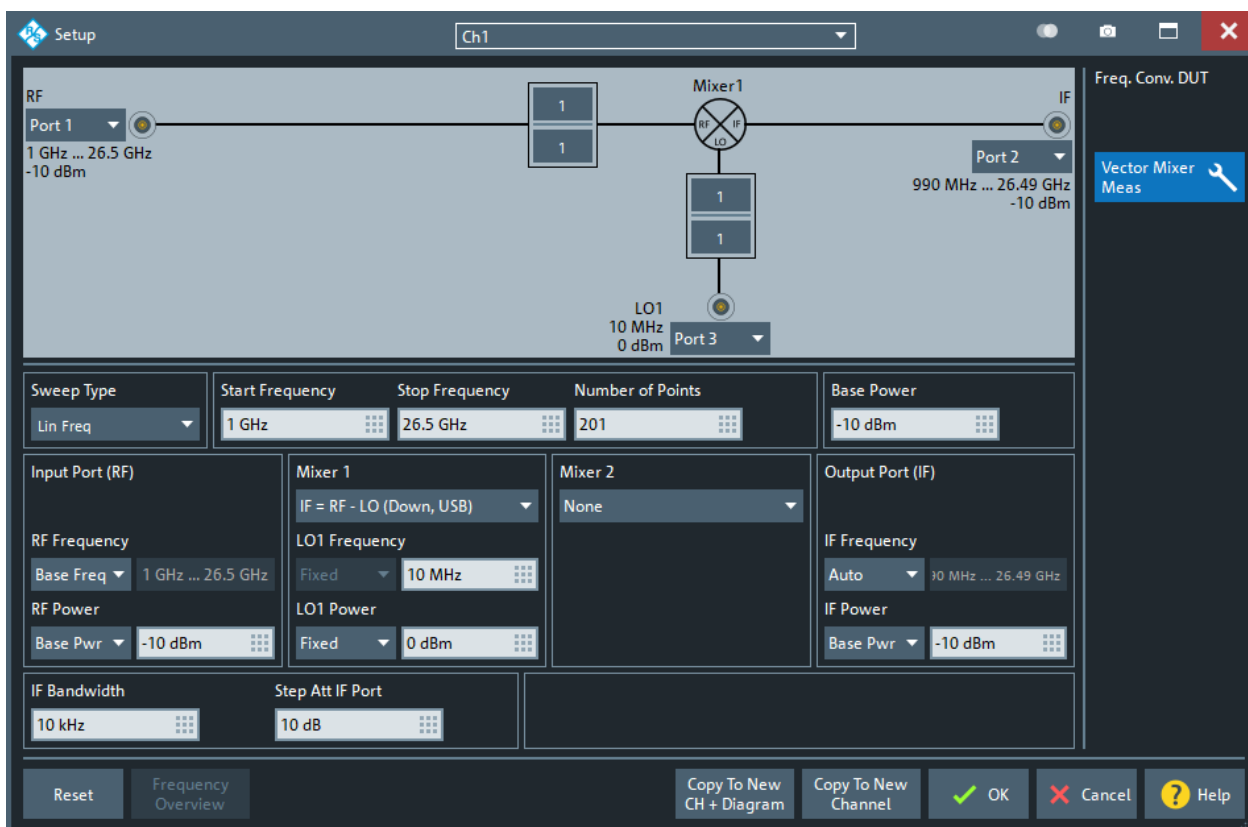 Setup
Ch1
RF
Port 1
1 GHz ... 26.5 GHz
-10 dBm
1
1
Mixer1
RF
IF
LO
IF
Port 2
990 MHz ... 26.49 GHz
-10 dBm
1
1
LO1
10 MHz
0 dBm
Port 3
Freq. Conv. DUT
Vector Mixer
Meas
Sweep Type
Lin Freq
Start Frequency
1 GHz
Stop Frequency
26.5 GHz
Number of Points
201
Base Power
-10 dBm
Input Port (RF)
RF Frequency
Base Freq
1 GHz ... 26.5 GHz
RF Power
Base Pwr
-10 dBm
Mixer 1
IF = RF - LO (Down, USB)
LO1 Frequency
Fixed
10 MHz
LO1 Power
Fixed
0 dBm
Mixer 2
None
Output Port (IF)
IF Frequency
Auto
90 MHz ... 26.49 GHz
IF Power
Base Pwr
-10 dBm
IF Bandwidth
10 kHz
Step Att IF Port
10 dB
Reset
Frequency
Overview
Copy To New
CH + Diagram
Copy To New
Channel
OK
Cancel
? Help